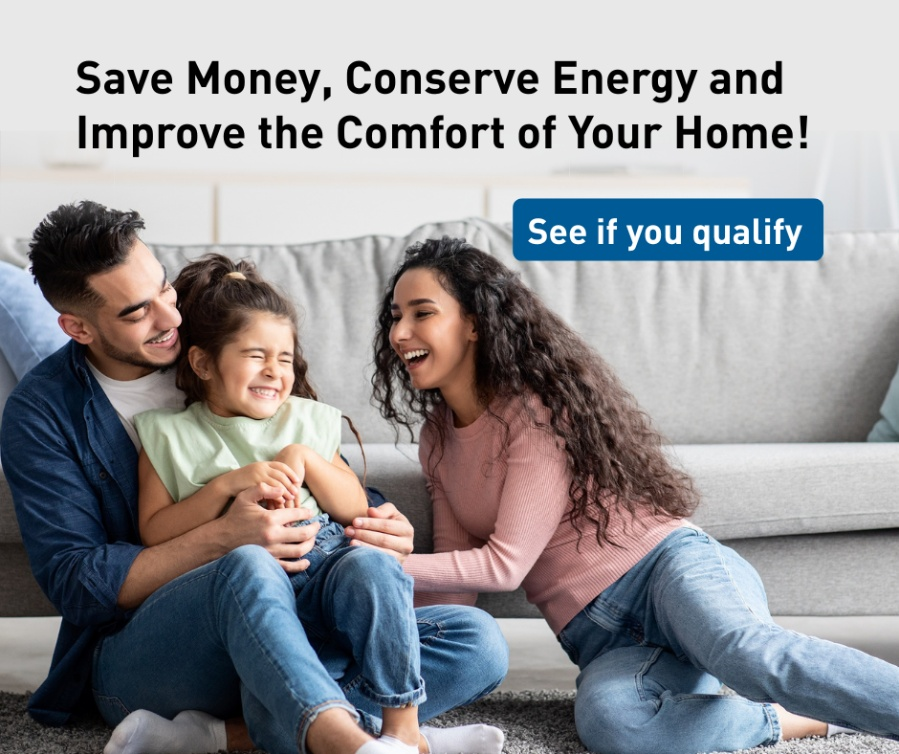 Save Money, Conserve Energy and
Improve the Comfort of Your Home!
See if you qualify